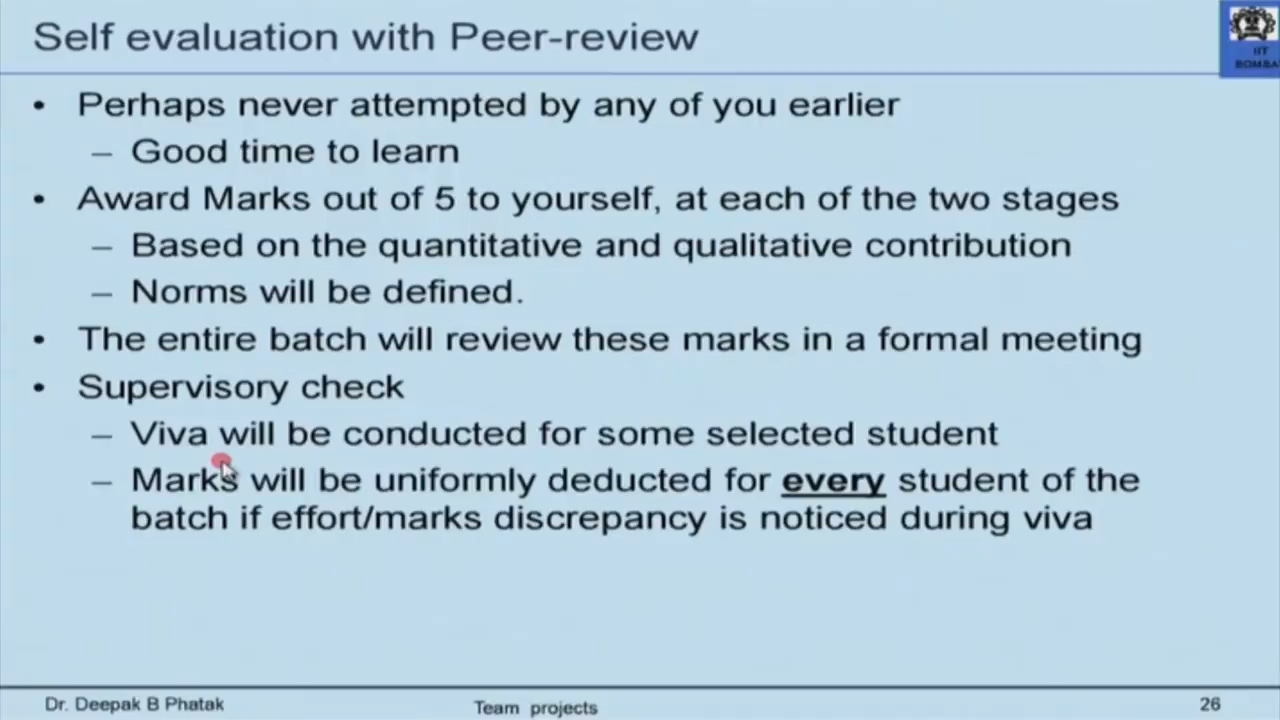 Self evaluation with Peer-review
IIT
BOMBA
• Perhaps never attempted by any of you earlier
– Good time to learn
• Award Marks out of 5 to yourself, at each of the two stages
– Based on the quantitative and qualitative contribution
– Norms will be defined.
• The entire batch will review these marks in a formal meeting
• Supervisory check
– Viva will be conducted for some selected student
– Marks will be uniformly deducted for every student of the
batch if effort/marks discrepancy is noticed during viva
Dr. Deepak B Phatak
Team projects
26